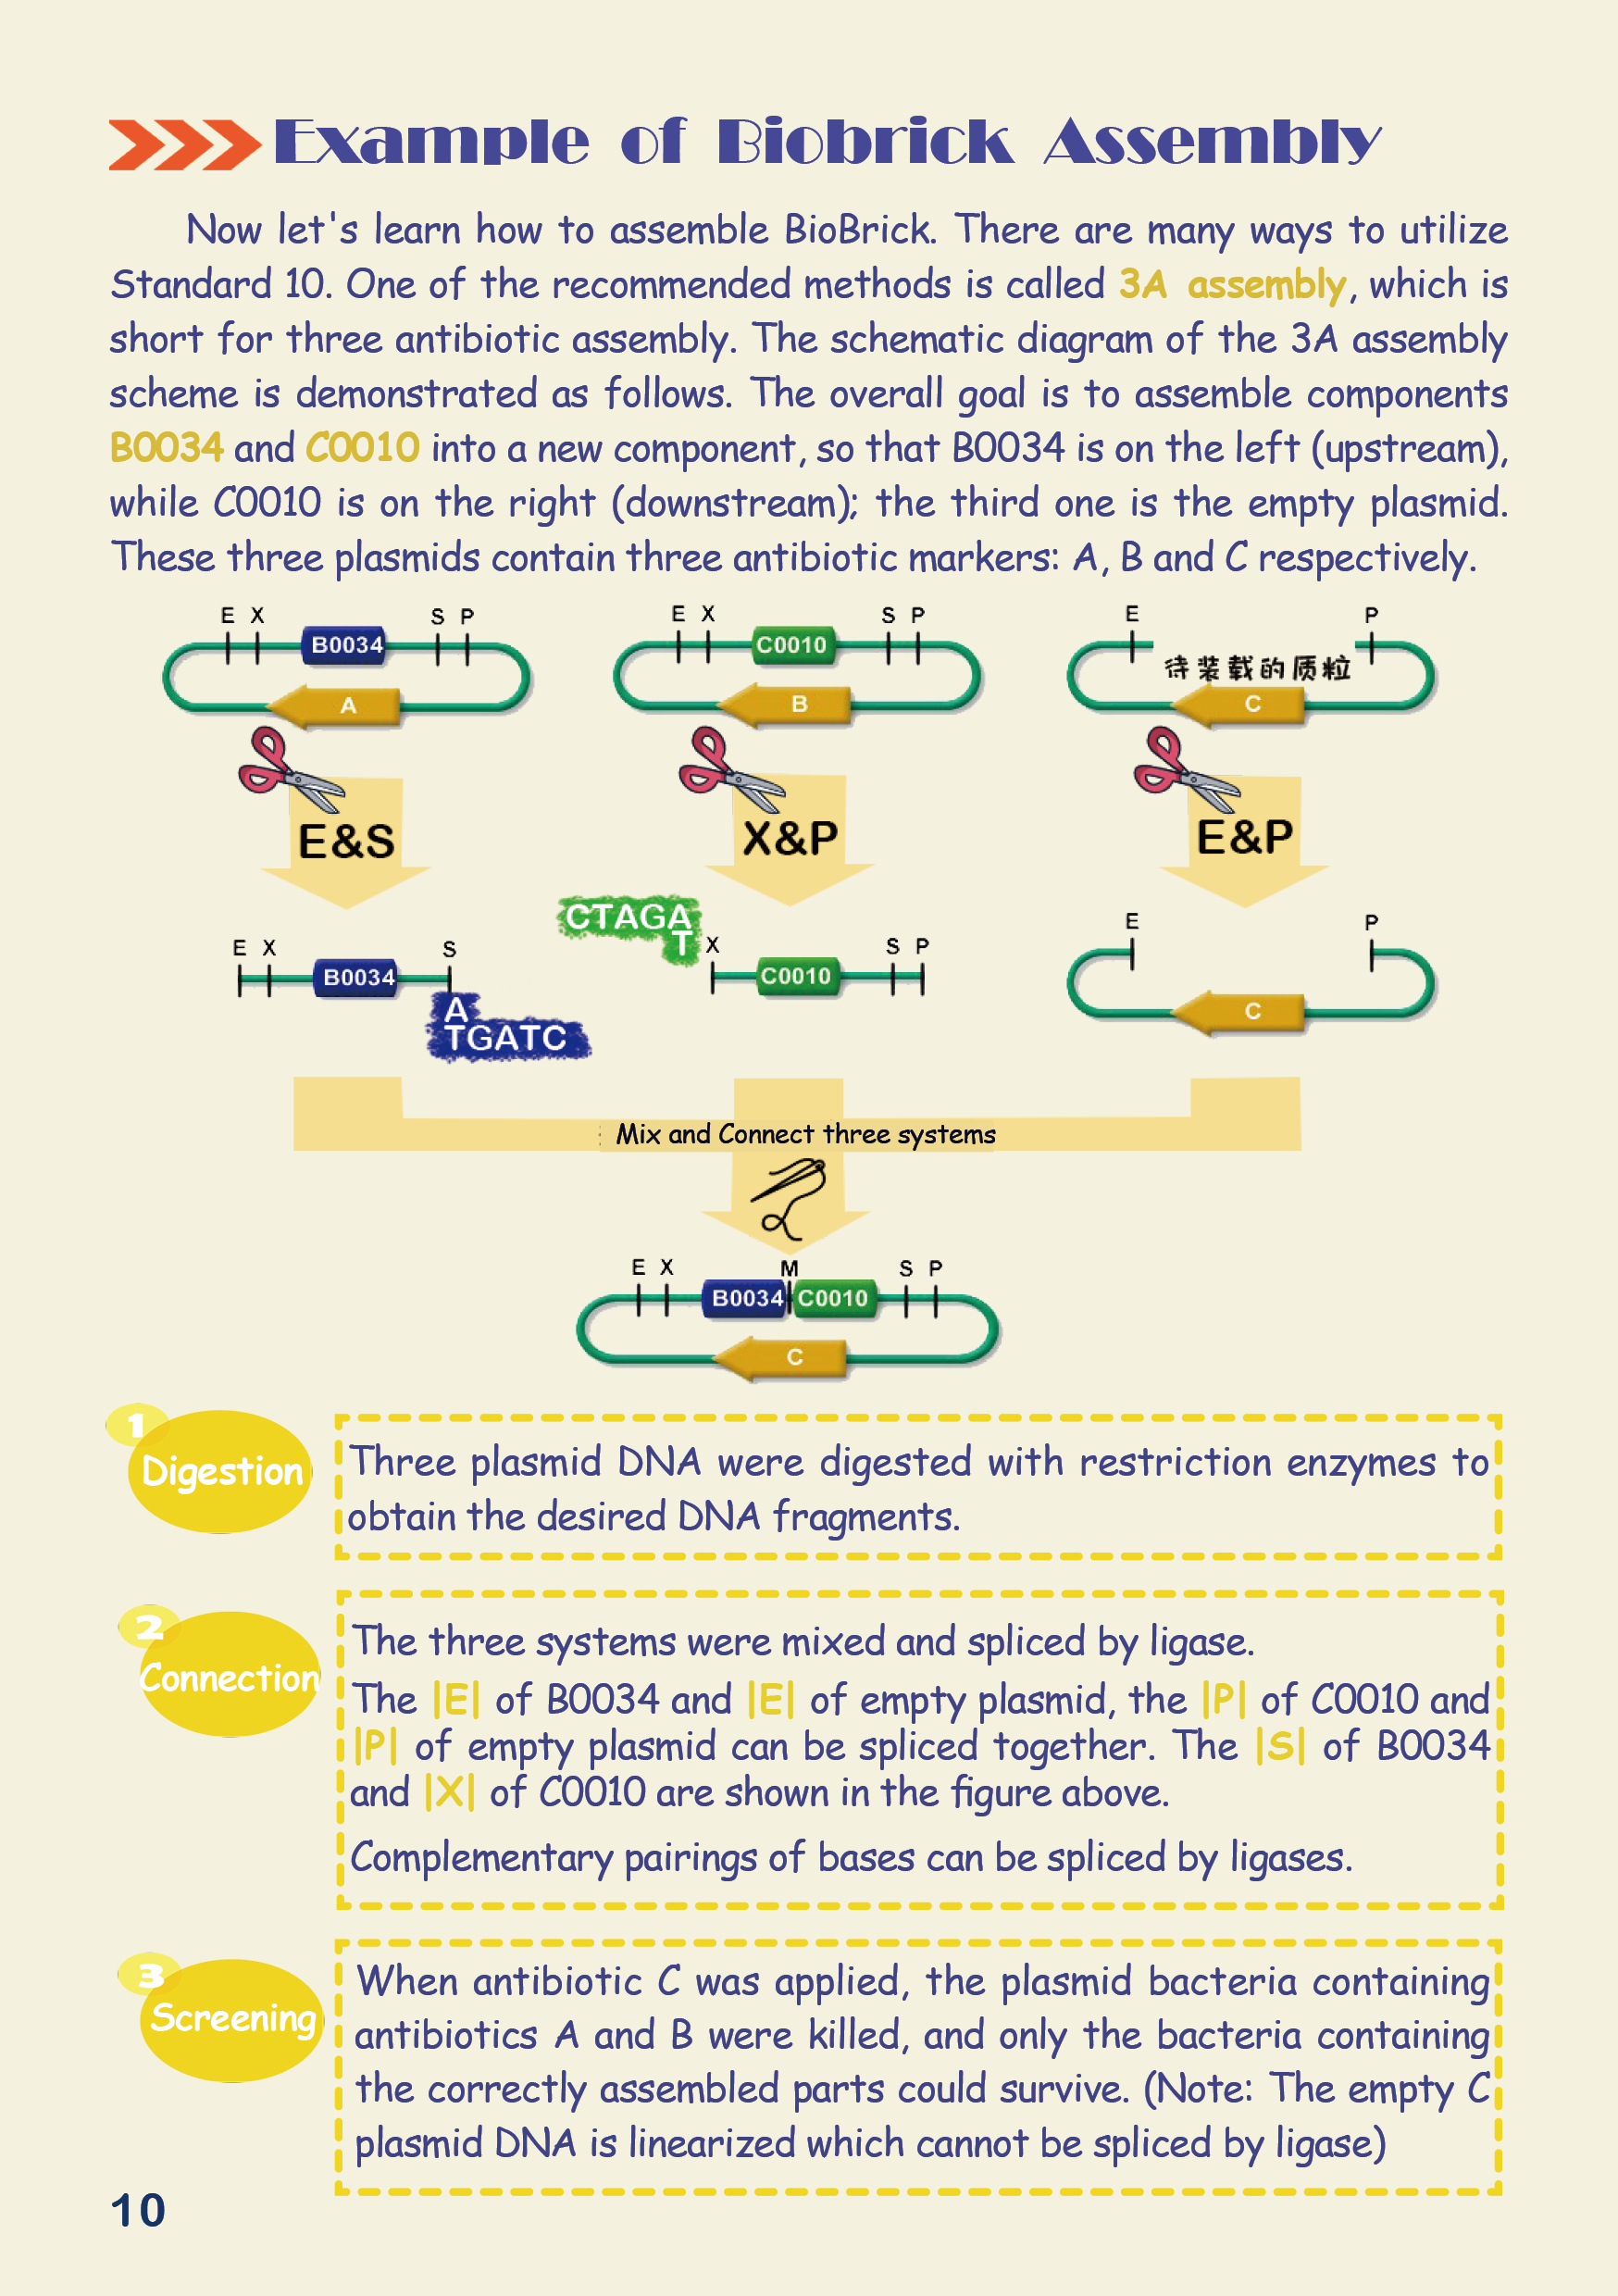 Example of Biobrick Assembly
Now let's learn how to assemble BioBrick. There are many ways to utilize
Standard 10. One of the recommended methods is called 3A assembly, which is
short for three antibiotic assembly. The schematic diagram of the 3A assembly
scheme is demonstrated as follows. The overall goal is to assemble components
B0034 and C0010 into a new component, so that B0034 is on the left (upstream),
while C0010 is on the right (downstream); the third one is the empty plasmid.
These three plasmids contain three antibiotic markers: A, B and C respectively.
E X S P
B0034
A
E X S P
C0010
B
E P
待装载的质粒
C
E&S
X&P
E&P
E X S
B0034
A
TGATC
CTAGA
T
X S P
C0010
E P
C
Mix and Connect three systems
E X M S P
B0034 C0010
C
1
Digestion
Three plasmid DNA were digested with restriction enzymes to
obtain the desired DNA fragments.
2
Connection
The three systems were mixed and spliced by ligase.
The |E| of B0034 and |E| of empty plasmid, the |P| of C0010 and
|P| of empty plasmid can be spliced together. The |S| of B0034
and |X| of C0010 are shown in the figure above.
Complementary pairings of bases can be spliced by ligases.
3
Screening
When antibiotic C was applied, the plasmid bacteria containing
antibiotics A and B were killed, and only the bacteria containing
the correctly assembled parts could survive. (Note: The empty C
plasmid DNA is linearized which cannot be spliced by ligase)
10